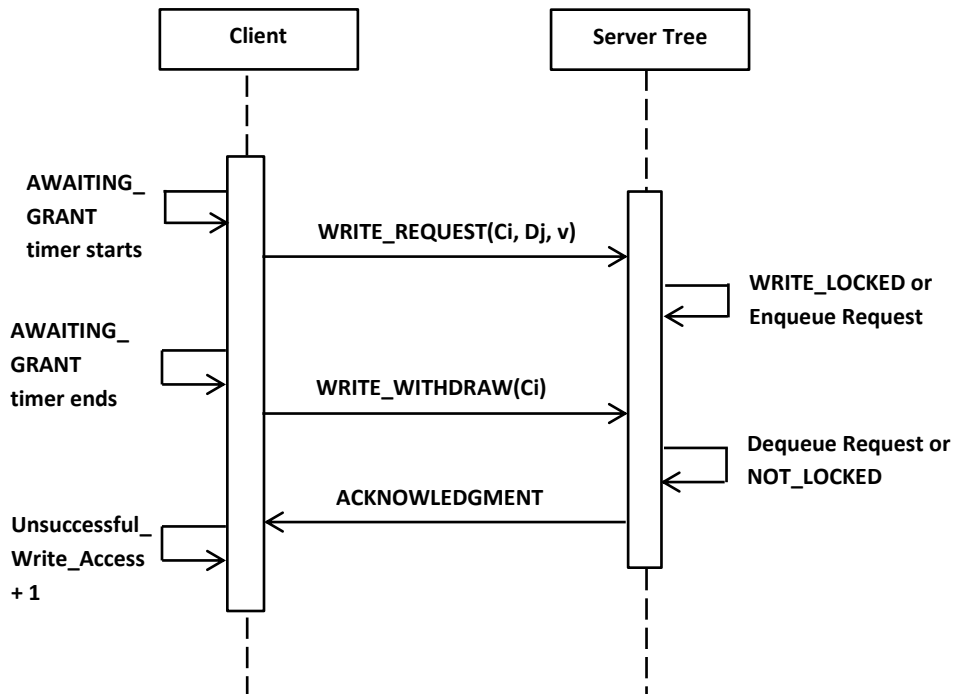 Client
Server Tree
AWAITING_
GRANT
timer starts
WRITE_REQUEST(Ci, Dj, v)
WRITE_LOCKED or
Enqueue Request
AWAITING_
GRANT
timer ends
WRITE_WITHDRAW(Ci)
Dequeue Request or
NOT_LOCKED
ACKNOWLEDGMENT
Unsuccessful_
Write_Access
+ 1